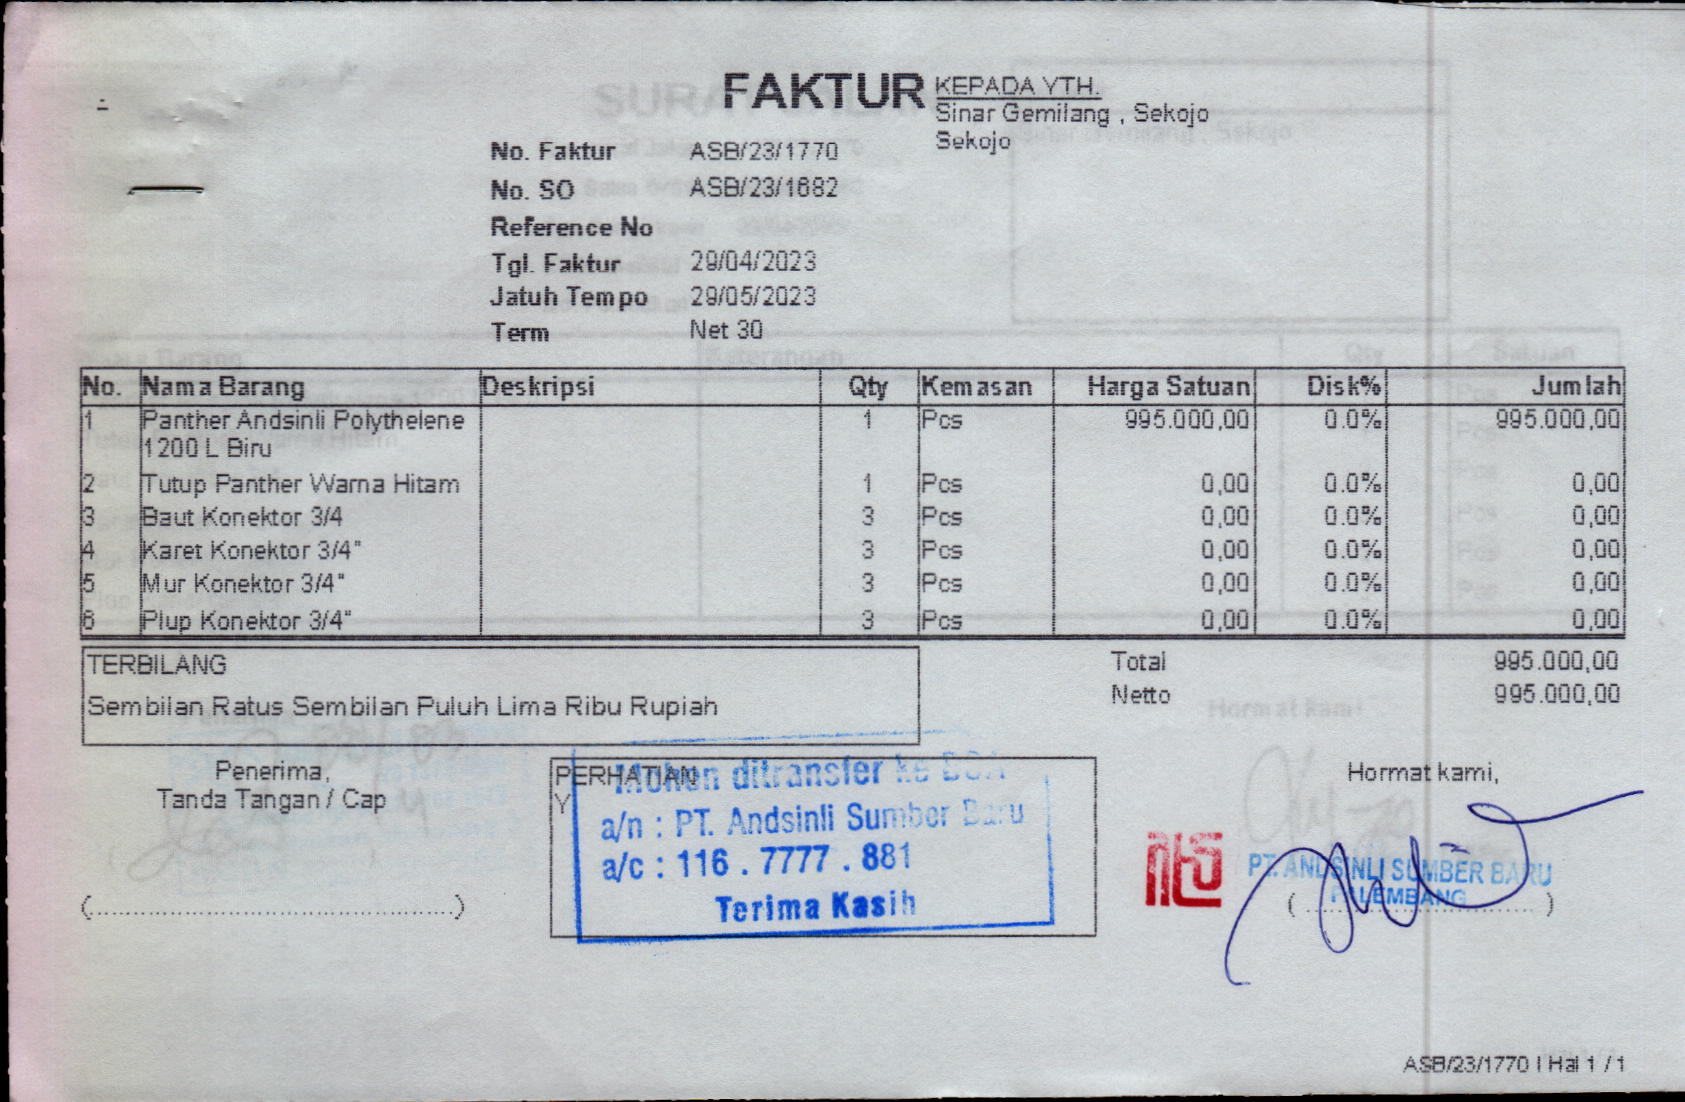 FAKTUR
KEPADA YTH.
Sinar Gemilang , Sekojo
Sekojo
No. Faktur ASB/23/1770
No. SO ASB/23/1682
Reference No
Tgl. Faktur 29/04/2023
Jatuh Tempo 29/05/2023
Term Net 30
No. Nama Barang Deskripsi Qty Kemasan Harga Satuan Disk% Jumlah
1 Panther Andsinli Polythelene 1 Pcs 995.000,00 0.0% 995.000,00
1200 L Biru
2 Tutup Panther Warna Hitam 1 Pcs 0,00 0.0% 0,00
3 Baut Konektor 3/4 3 Pcs 0,00 0.0% 0,00
4 Karet Konektor 3/4" 3 Pcs 0,00 0.0% 0,00
5 Mur Konektor 3/4" 3 Pcs 0,00 0.0% 0,00
6 Plup Konektor 3/4" 3 Pcs 0,00 0.0% 0,00
TERBILANG
Sembilan Ratus Sembilan Puluh Lima Ribu Rupiah
Total 995.000,00
Netto 995.000,00
Penerima,
Tanda Tangan / Cap
(..........................................)
PERHATIAN
Y
Mohon ditransfer ke BCA
a/n : PT. Andsinli Sumber Baru
a/c : 116 . 7777 . 881
Terima Kasih
Hormat kami,
PT. ANDSINLI SUMBER BARU
PALEMBANG
( .......................... )
ASB/23/1770 | Hal 1 / 1